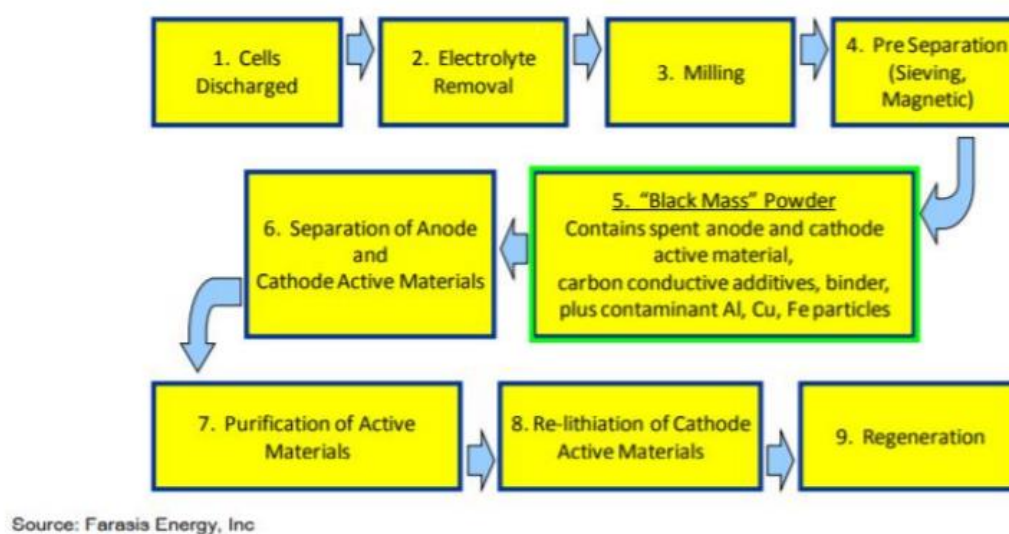 1. Cells
Discharged
2. Electrolyte
Removal
3. Milling
4. Pre Separation
(Sieving,
Magnetic)
5. “Black Mass” Powder
Contains spent anode and cathode
active material,
carbon conductive additives, binder,
plus contaminant Al, Cu, Fe particles
6. Separation of Anode
and
Cathode Active Materials
7. Purification of Active
Materials
8. Re-lithiation of Cathode
Active Materials
9. Regeneration
Source: Farasis Energy, Inc